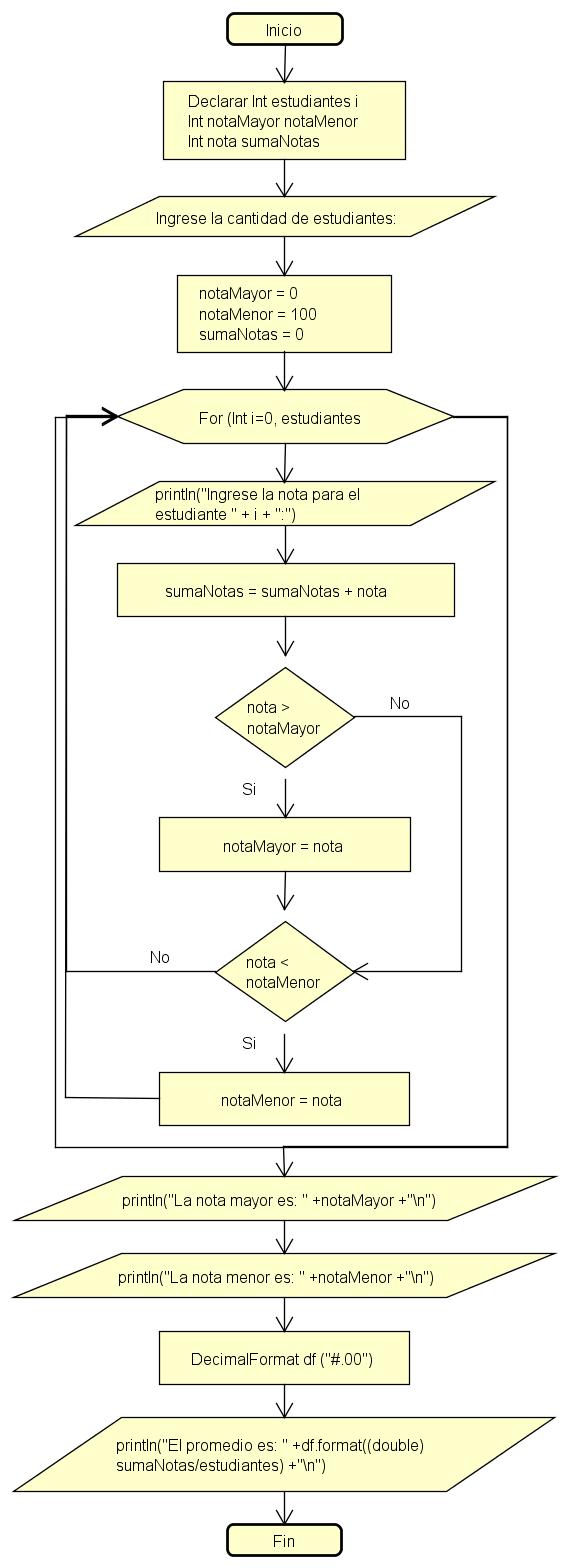 Inicio
Declarar Int estudiantes i
Int notaMayor notaMenor
Int nota sumaNotas
Ingrese la cantidad de estudiantes:
notaMayor = 0
notaMenor = 100
sumaNotas = 0
For (Int i=0, estudiantes
println("Ingrese la nota para el
estudiante " + i + ":")
sumaNotas = sumaNotas + nota
nota >
notaMayor
No
Si
notaMayor = nota
No
nota <
notaMenor
Si
notaMenor = nota
println("La nota mayor es: " +notaMayor +"\n")
println("La nota menor es: " +notaMenor +"\n")
DecimalFormat df ("#.00")
println("El promedio es: " +df.format((double)
sumaNotas/estudiantes) +"\n")
Fin